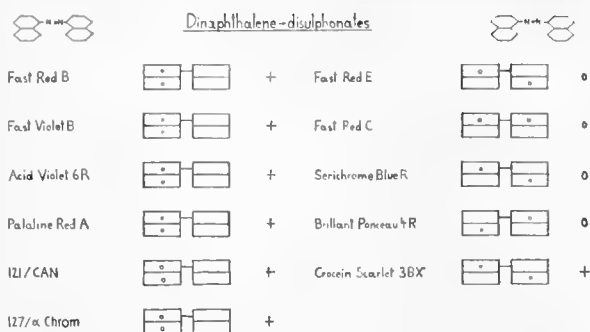 Dinaphthalene-disulphonates
-N=N-
-N=N-
Fast Red B +
Fast Red E o
Fast Violet B +
Fast Red C o
Acid Violet 6R +
Serichrome Blue R o
Palatine Red A +
Brillant Ponceau 4R o
121/CAN +
Crocein Scarlet 3BX +
127/α Chrom +